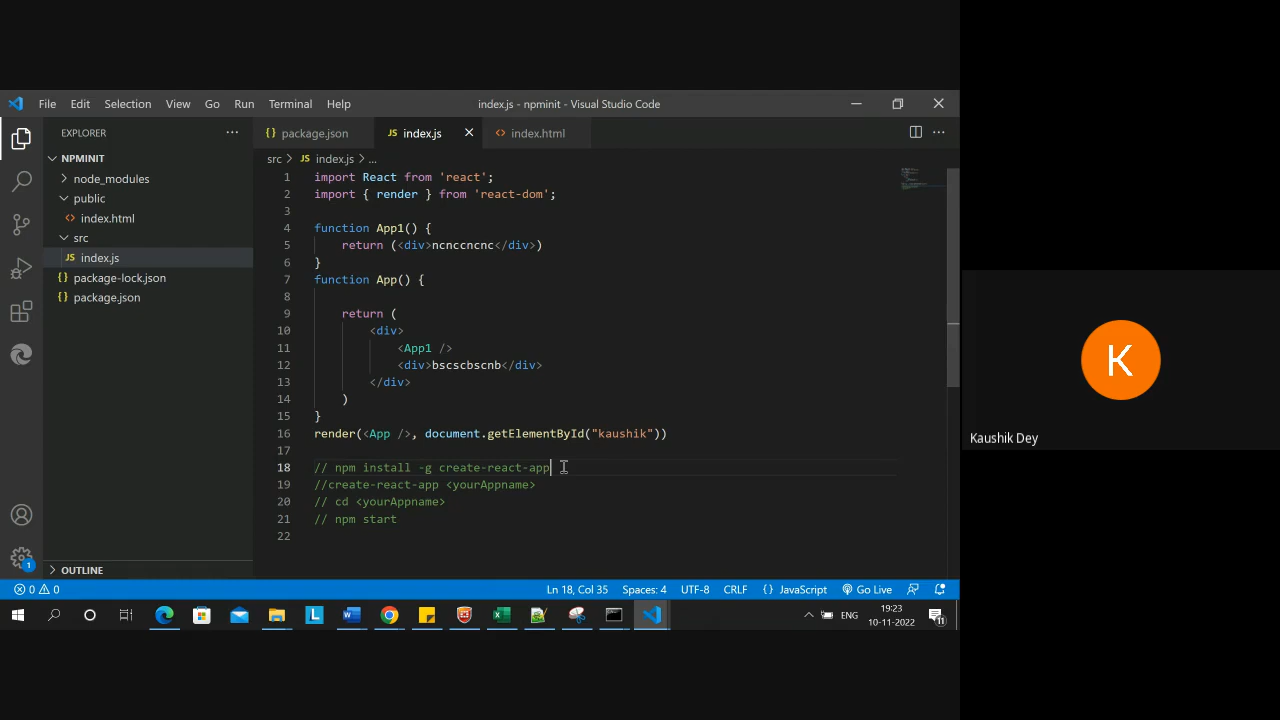 File Edit Selection View Go Run Terminal Help
index.js - npminit - Visual Studio Code
EXPLORER
NPMINIT
node_modules
public
index.html
src
JS index.js
{} package-lock.json
{} package.json
OUTLINE
{} package.json
JS index.js
<> index.html
src > JS index.js > ...
1 import React from 'react';
2 import { render } from 'react-dom';
3
4 function App1() {
5 return (<div>ncnccncnc</div>)
6 }
7 function App() {
8
9 return (
10 <div>
11 <App1 />
12 <div>bscscbscnb</div>
13 </div>
14 )
15 }
16 render(<App />, document.getElementById("kaushik"))
17
18 // npm install -g create-react-app
19 //create-react-app <yourAppname>
20 // cd <yourAppname>
21 // npm start
22
1
0 0
Ln 18, Col 35 Spaces: 4 UTF-8 CRLF {} JavaScript Go Live
L
W
X
ENG
19:23
10-11-2022
11
K
Kaushik Dey